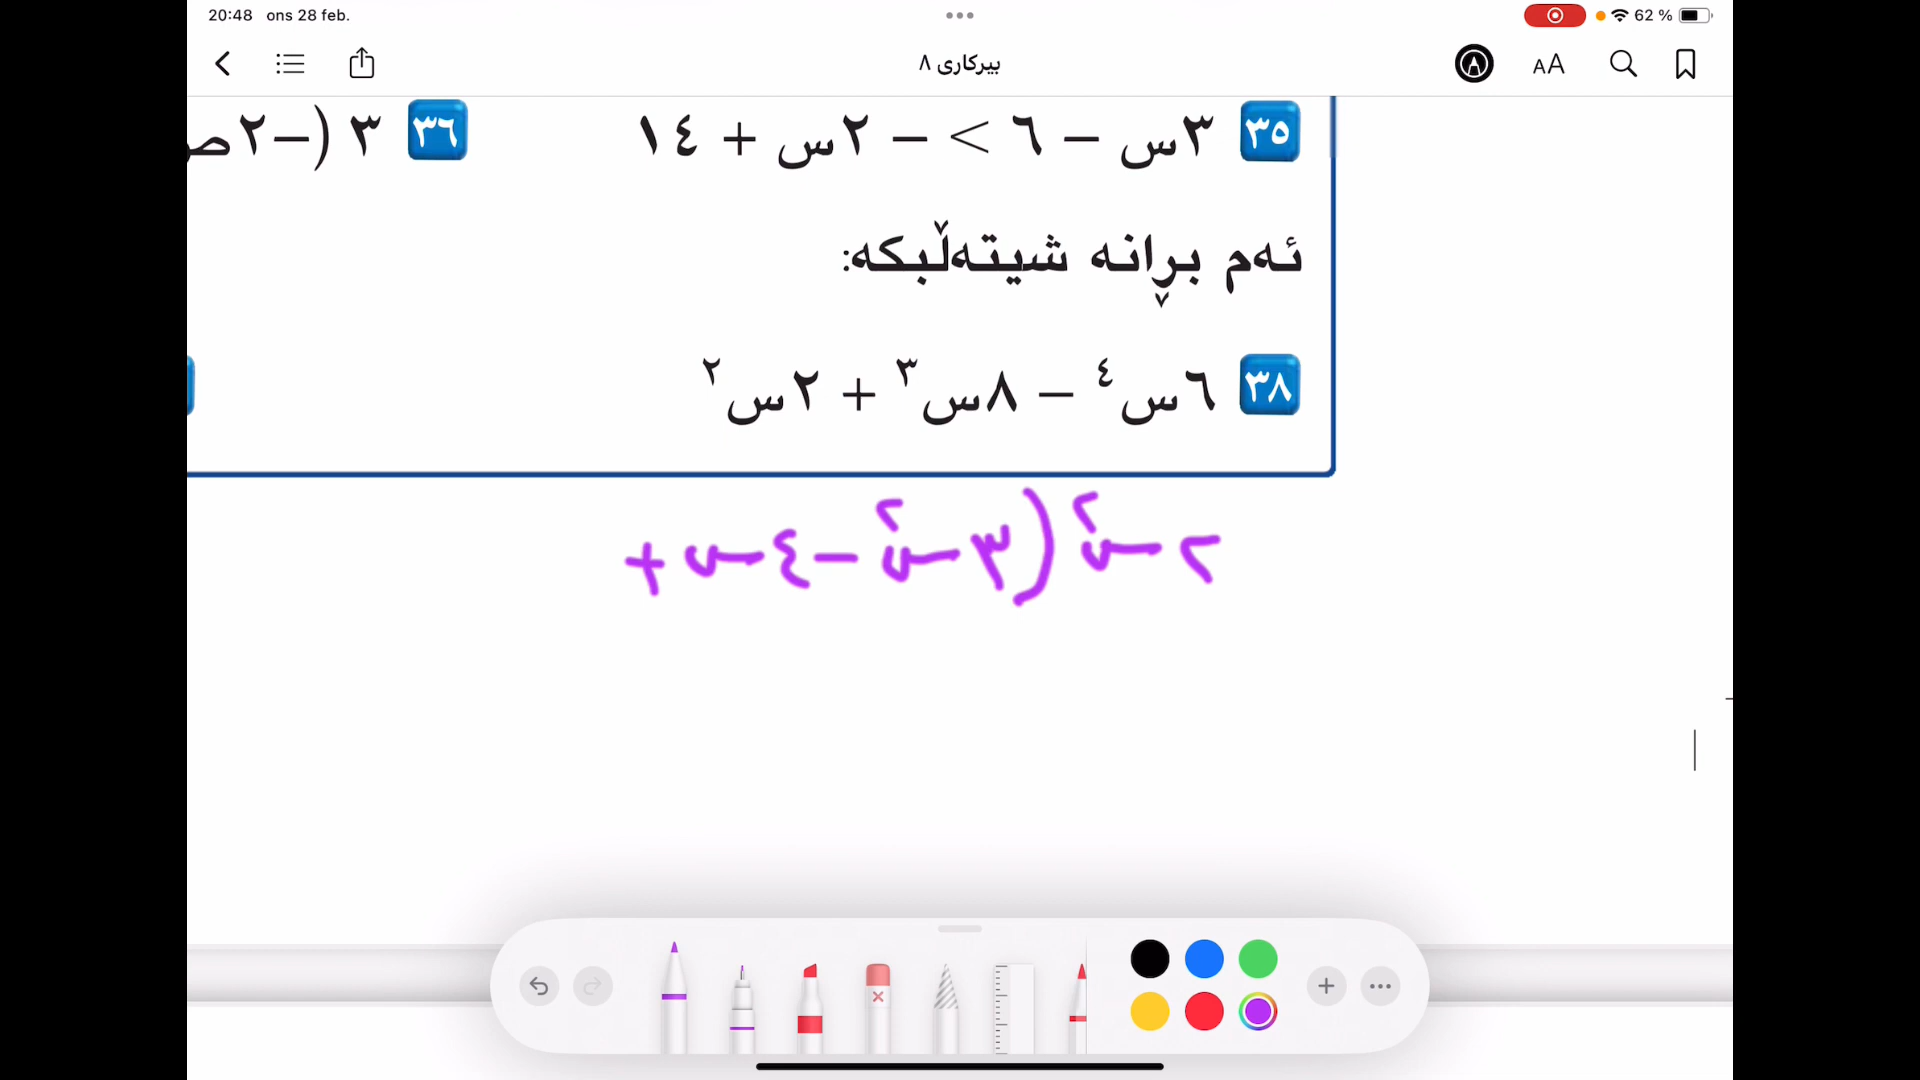 20:48 ons 28 feb.
62 %
بیرکاری ٨
AA
٣٥ ٣س − ٦ > − ٢س + ١٤
٣٦ ٣ (−٢ص
ئەم بڕانە شیتەڵبکە:
٣٨ ٦س٤ − ٨س٣ + ٢س٢
٢س٢ (٣س٢ − ٤س +